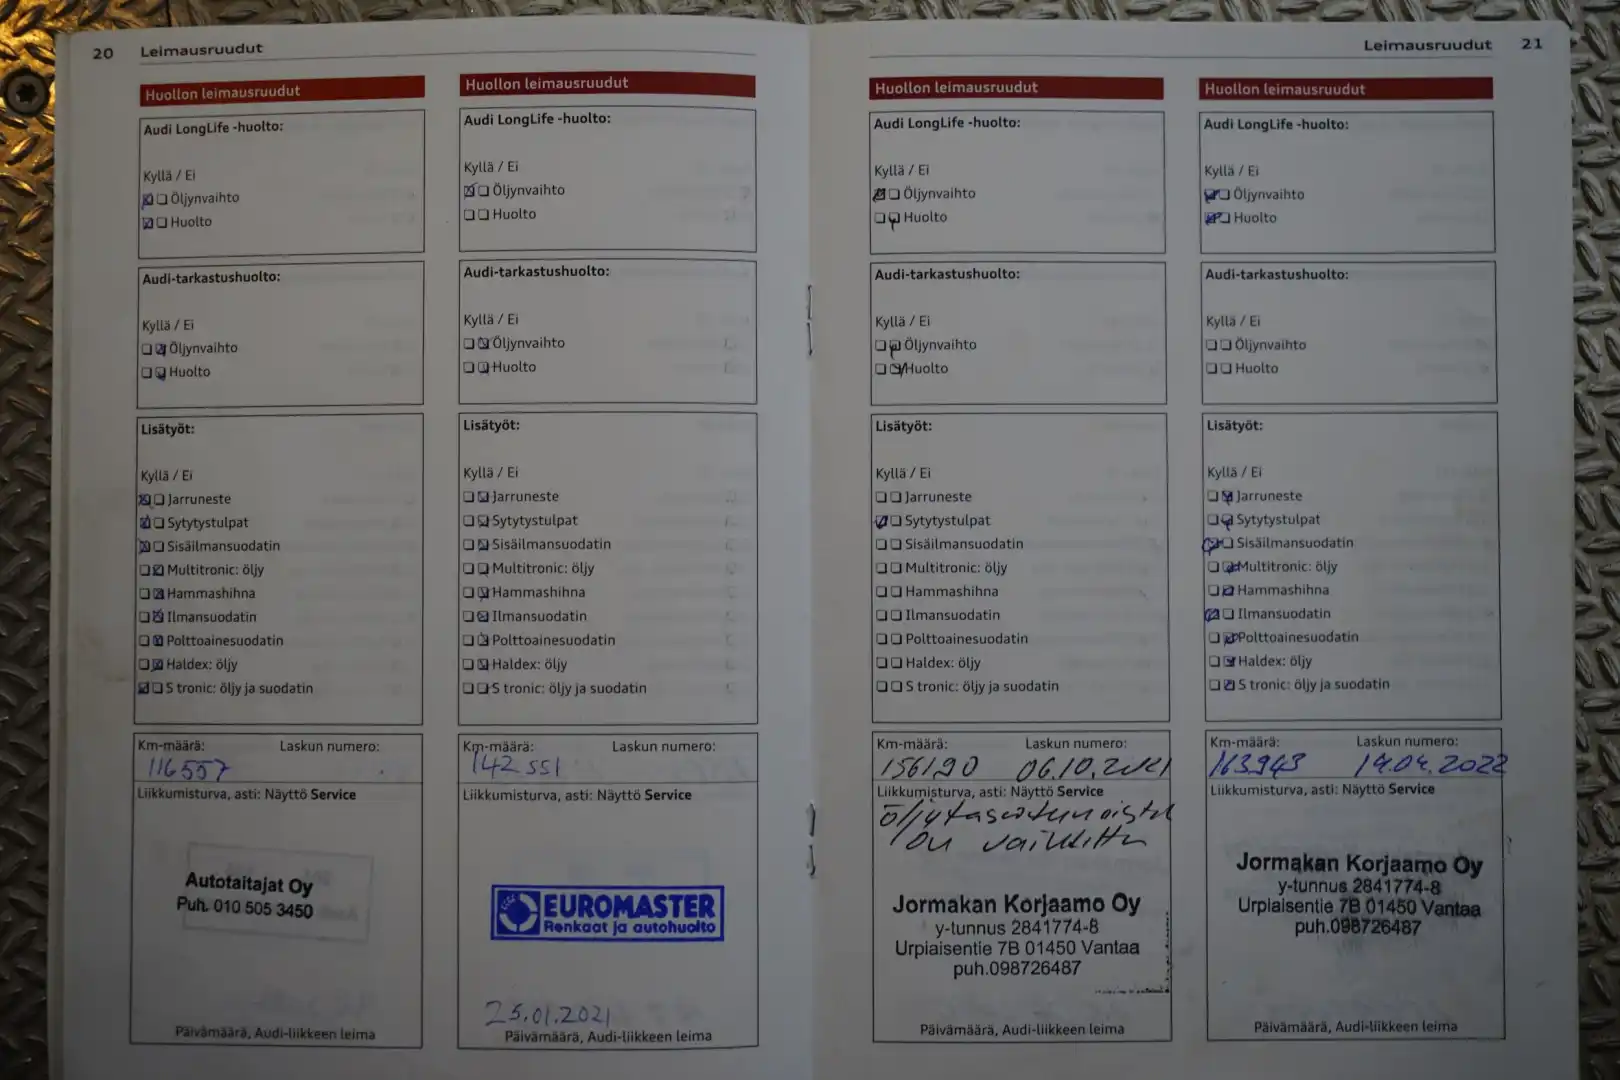 20 Leimausruudut
Huollon leimausruudut
Audi LongLife -huolto:
Kyllä / Ei
Öljynvaihto
Huolto
Audi-tarkastushuolto:
Kyllä / Ei
Öljynvaihto
Huolto
Lisätyöt:
Kyllä / Ei
Jarruneste
Sytytystulpat
Sisäilmansuodatin
Multitronic: öljy
Hammashihna
Ilmansuodatin
Polttoainesuodatin
Haldex: öljy
S tronic: öljy ja suodatin
Km-määrä: Laskun numero:
116557
Liikkumisturva, asti: Näyttö Service
Autotaitajat Oy
Puh. 010 505 3450
Päivämäärä, Audi-liikkeen leima
Huollon leimausruudut
Audi LongLife -huolto:
Kyllä / Ei
Öljynvaihto
Huolto
Audi-tarkastushuolto:
Kyllä / Ei
Öljynvaihto
Huolto
Lisätyöt:
Kyllä / Ei
Jarruneste
Sytytystulpat
Sisäilmansuodatin
Multitronic: öljy
Hammashihna
Ilmansuodatin
Polttoainesuodatin
Haldex: öljy
S tronic: öljy ja suodatin
Km-määrä: Laskun numero:
142 551
Liikkumisturva, asti: Näyttö Service
EUROMASTER
Renkaat ja autohuolto
25.01.2021
Päivämäärä, Audi-liikkeen leima
Leimausruudut 21
Huollon leimausruudut
Audi LongLife -huolto:
Kyllä / Ei
Öljynvaihto
Huolto
Audi-tarkastushuolto:
Kyllä / Ei
Öljynvaihto
Huolto
Lisätyöt:
Kyllä / Ei
Jarruneste
Sytytystulpat
Sisäilmansuodatin
Multitronic: öljy
Hammashihna
Ilmansuodatin
Polttoainesuodatin
Haldex: öljy
S tronic: öljy ja suodatin
Km-määrä: Laskun numero:
156190 06.10.2021
Liikkumisturva, asti: Näyttö Service
on vaihdettu
Jormakan Korjaamo Oy
y-tunnus 2841774-8
Urpiaisentie 7B 01450 Vantaa
puh.098726487
Päivämäärä, Audi-liikkeen leima
Huollon leimausruudut
Audi LongLife -huolto:
Kyllä / Ei
Öljynvaihto
Huolto
Audi-tarkastushuolto:
Kyllä / Ei
Öljynvaihto
Huolto
Lisätyöt:
Kyllä / Ei
Jarruneste
Sytytystulpat
Sisäilmansuodatin
Multitronic: öljy
Hammashihna
Ilmansuodatin
Polttoainesuodatin
Haldex: öljy
S tronic: öljy ja suodatin
Km-määrä: Laskun numero:
163943 19.04.2022
Liikkumisturva, asti: Näyttö Service
Jormakan Korjaamo Oy
y-tunnus 2841774-8
Urpiaisentie 7B 01450 Vantaa
puh.098726487
Päivämäärä, Audi-liikkeen leima